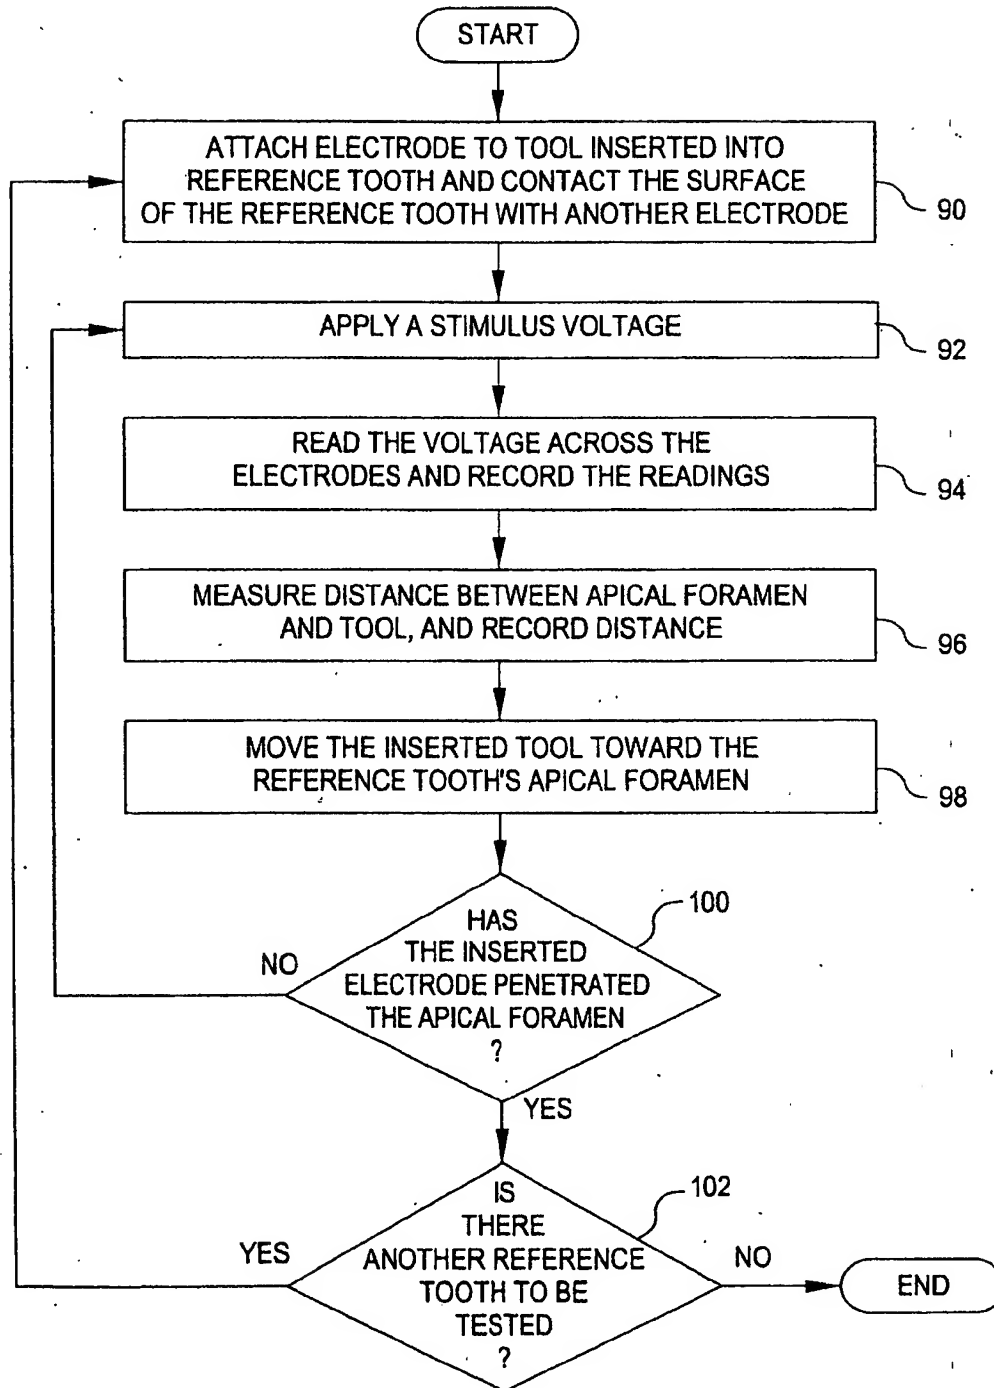 START
ATTACH ELECTRODE TO TOOL INSERTED INTO
REFERENCE TOOTH AND CONTACT THE SURFACE
OF THE REFERENCE TOOTH WITH ANOTHER ELECTRODE
90
APPLY A STIMULUS VOLTAGE
92
READ THE VOLTAGE ACROSS THE
ELECTRODES AND RECORD THE READINGS
94
MEASURE DISTANCE BETWEEN APICAL FORAMEN
AND TOOL, AND RECORD DISTANCE
96
MOVE THE INSERTED TOOL TOWARD THE
REFERENCE TOOTH'S APICAL FORAMEN
98
100
HAS
THE INSERTED
ELECTRODE PENETRATED
THE APICAL FORAMEN
?
NO
YES
102
IS
THERE
ANOTHER REFERENCE
TOOTH TO BE
TESTED
?
YES
NO
END